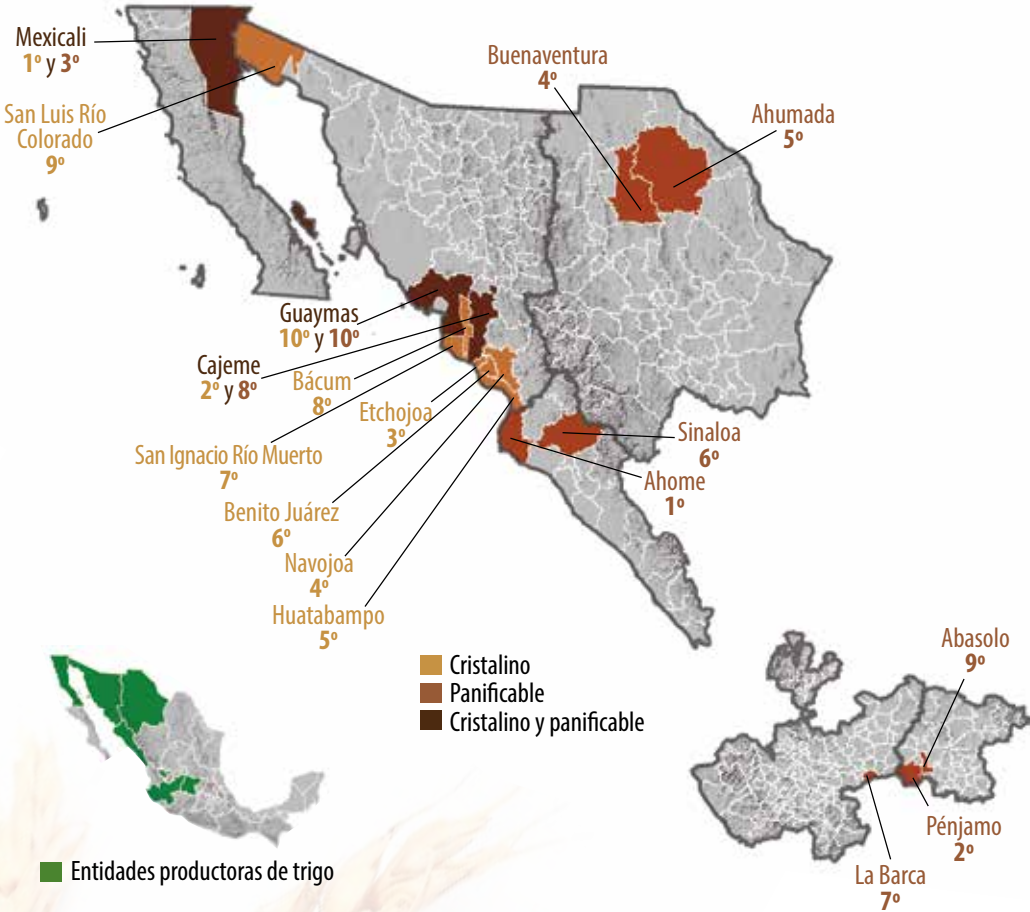 Mexicali
1º y 3º
San Luis Río
Colorado
9º
Buenaventura
4º
Ahumada
5º
Guaymas
10º y 10º
Cajeme
2º y 8º
Bácum
8º
Etchojoa
3º
San Ignacio Río Muerto
7º
Benito Juárez
6º
Navojoa
4º
Huatabampo
5º
Sinaloa
6º
Ahome
1º
Cristalino
Panificable
Cristalino y panificable
Abasolo
9º
Pénjamo
2º
La Barca
7º
Entidades productoras de trigo